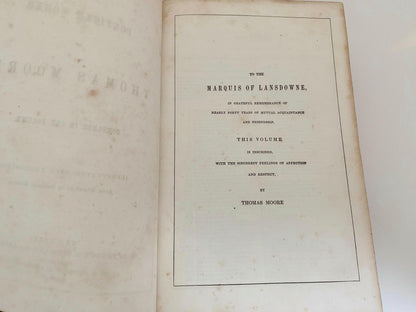 TO THE
MARQUIS OF LANSDOWNE,
IN GRATEFUL REMEMBRANCE OF
NEARLY FORTY YEARS OF MUTUAL ACQUAINTANCE
AND FRIENDSHIP,
THIS VOLUME
IS INSCRIBED,
WITH THE SINCEREST FEELINGS OF AFFECTION
AND RESPECT,
BY
THOMAS MOORE